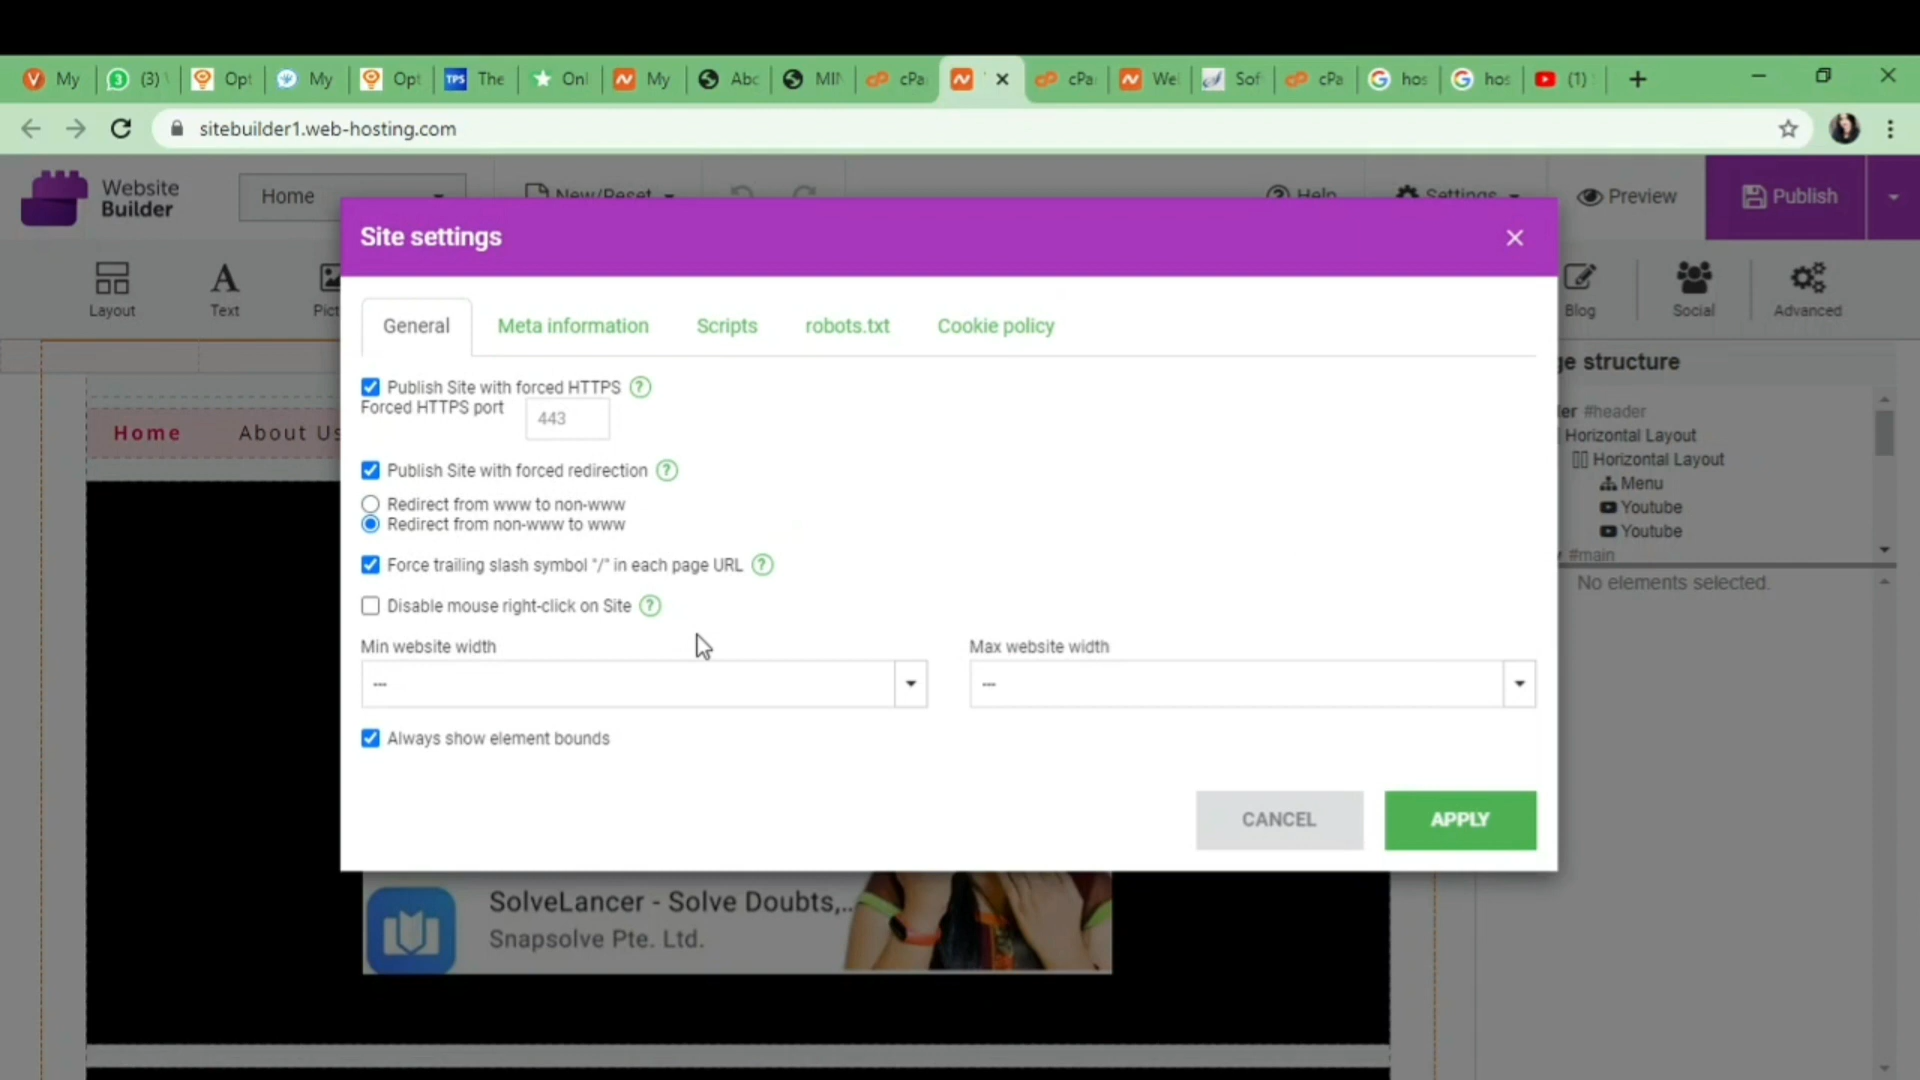 My
3
(3)
Opt
My
Opt
TPS
The
Onl
My
Abc
MIN
cPa
cPa
We
Sof
cPa
hos
hos
(1)
sitebuilder1.web-hosting.com
Website
Builder
Home
New/Reset
Help
Settings
Preview
Publish
Layout
Text
Pict
Blog
Social
Advanced
Site settings
General
Meta information
Scripts
robots.txt
Cookie policy
Publish Site with forced HTTPS ?
Forced HTTPS port
443
Publish Site with forced redirection ?
Redirect from www to non-www
Redirect from non-www to www
Force trailing slash symbol "/" in each page URL ?
Disable mouse right-click on Site ?
Min website width
---
Max website width
---
Always show element bounds
CANCEL
APPLY
Home
About Us
ge structure
er #header
Horizontal Layout
Horizontal Layout
Menu
Youtube
Youtube
#main
No elements selected.
SolveLancer - Solve Doubts,...
Snapsolve Pte. Ltd.